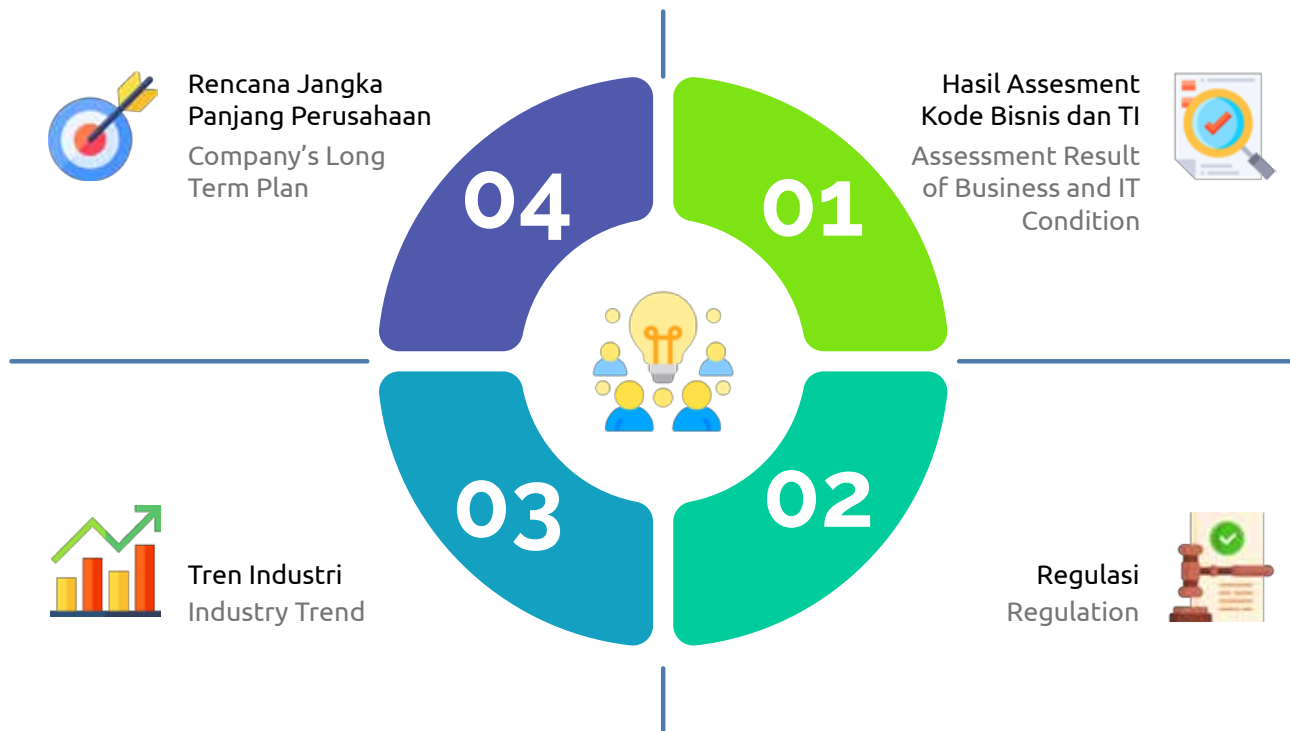 Rencana Jangka
Panjang Perusahaan
Company’s Long
Term Plan
04
01
Hasil Assesment
Kode Bisnis dan TI
Assessment Result
of Business and IT
Condition
03
02
Tren Industri
Industry Trend
Regulasi
Regulation